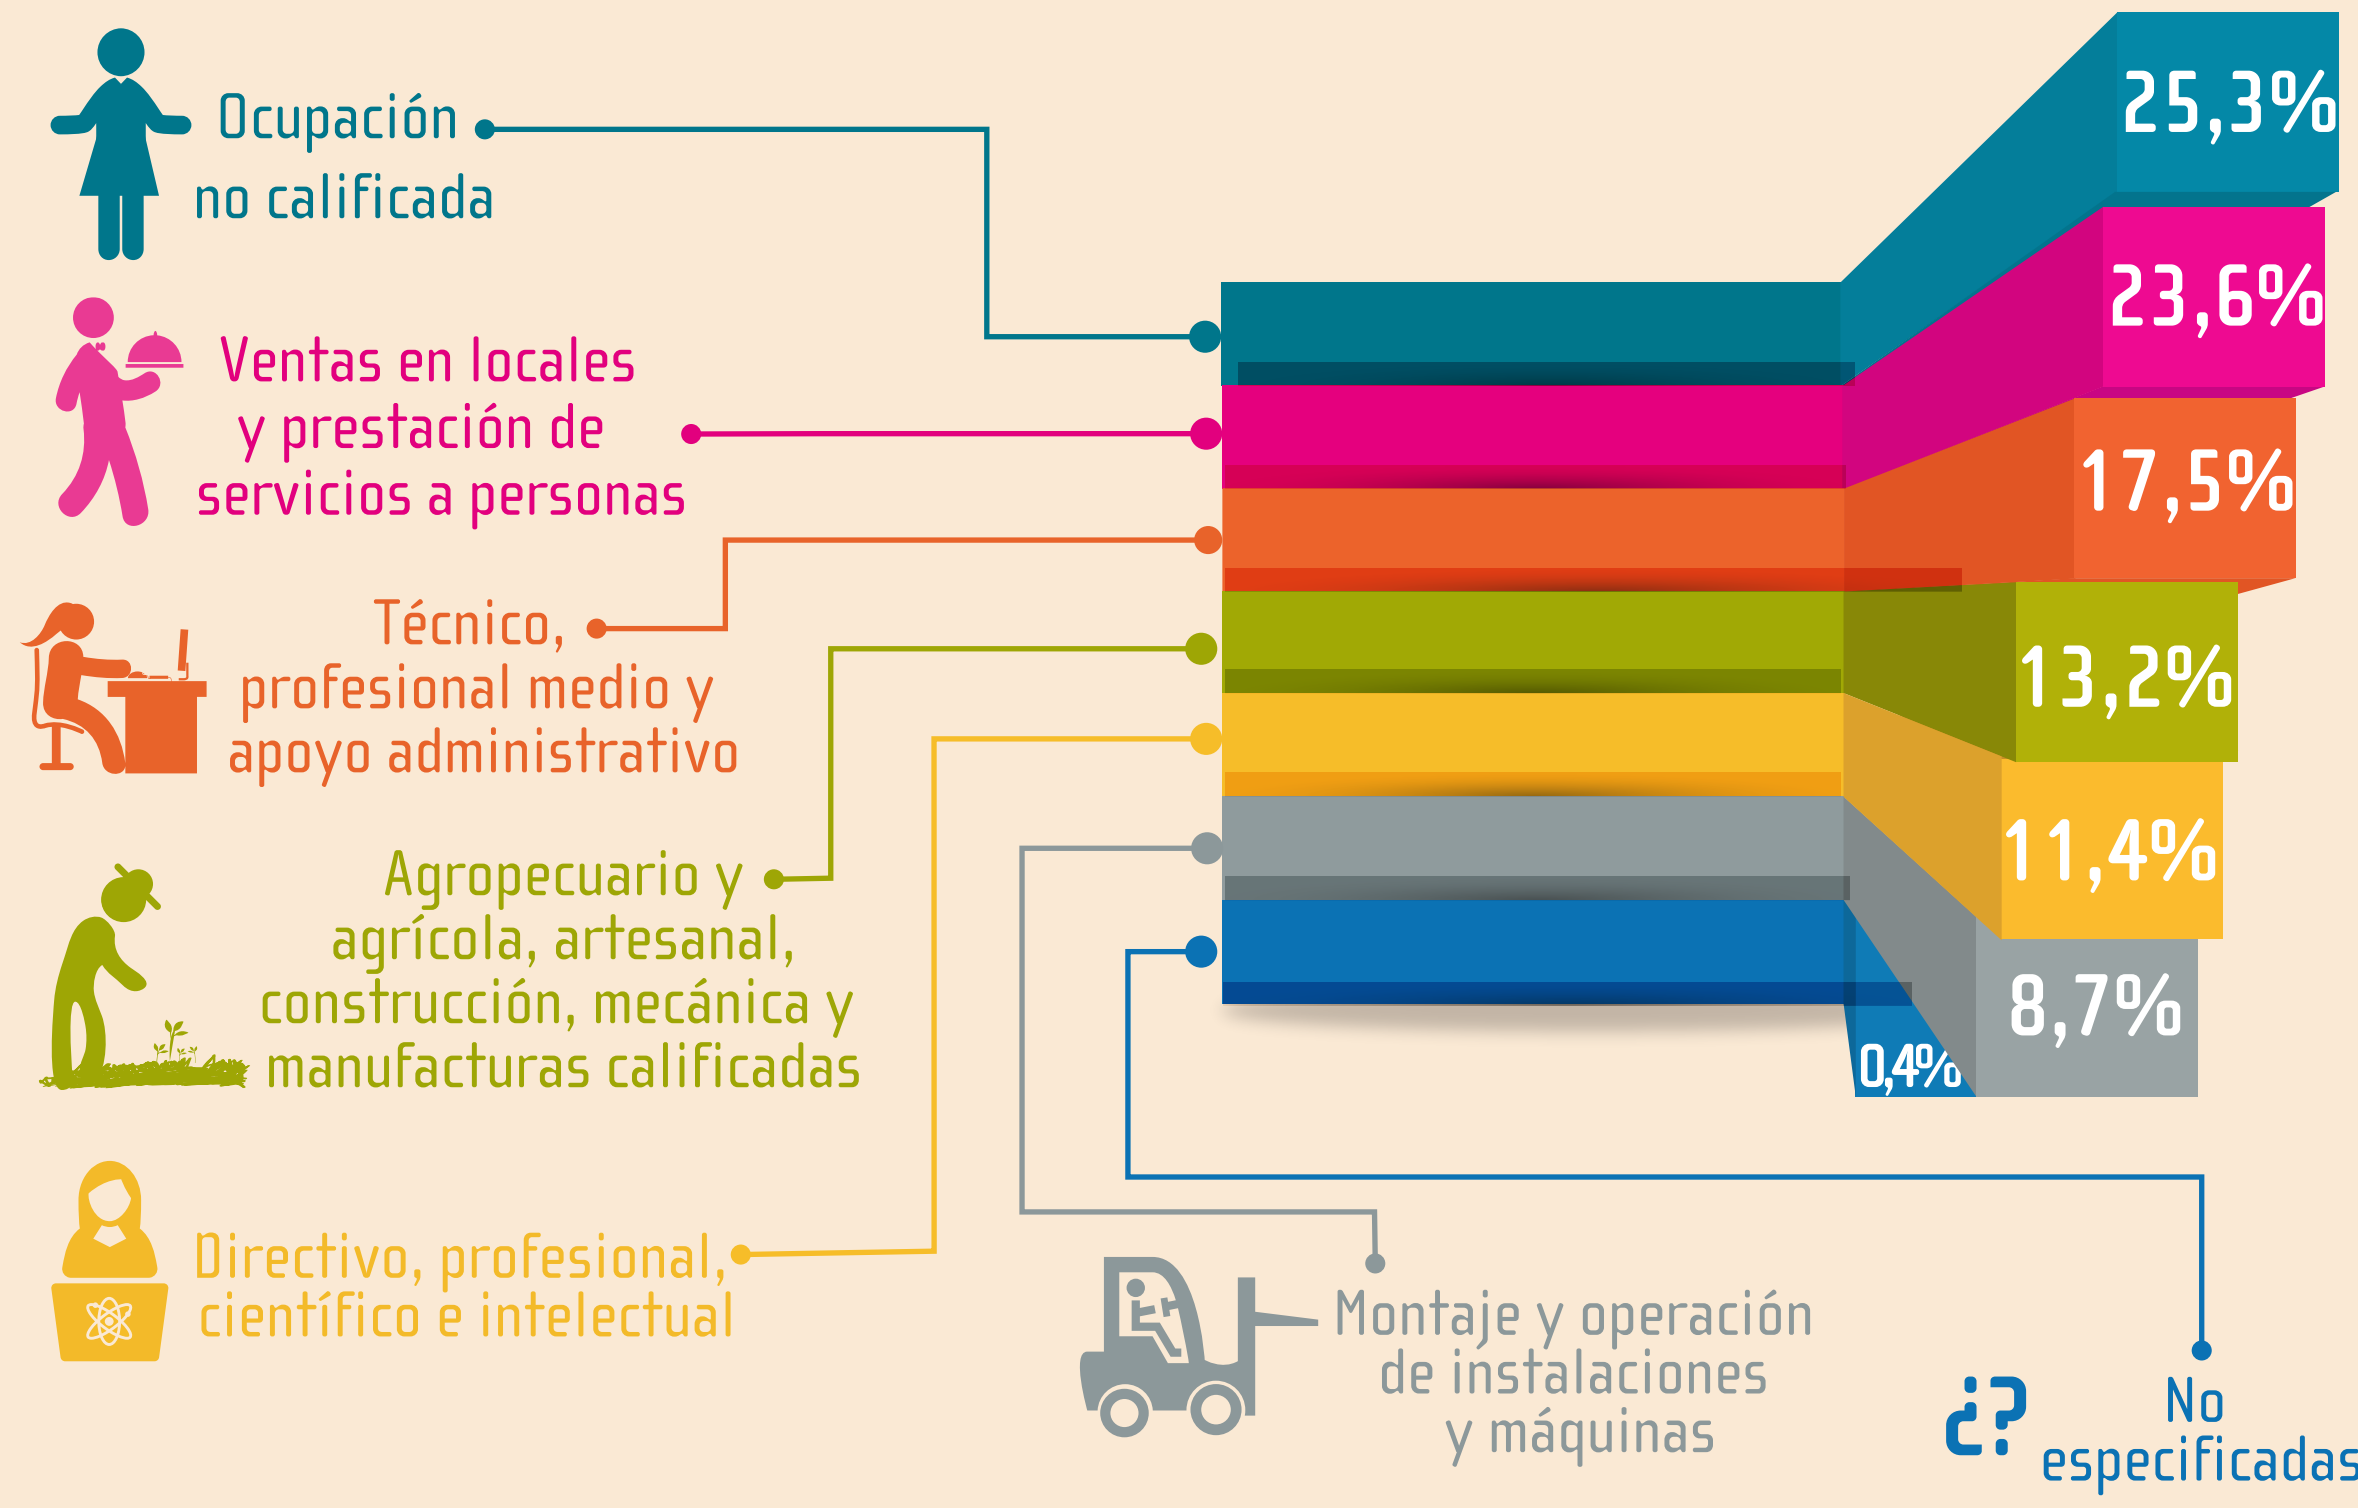 Ocupación
no calificada
Ventas en locales
y prestación de
servicios a personas
Técnico,
profesional medio y
apoyo administrativo
Agropecuario y
agrícola, artesanal,
construcción, mecánica y
manufacturas calificadas
Directivo, profesional,
científico e intelectual
25,3%
23,6%
17,5%
13,2%
11,4%
8,7%
0,4%
Montaje y operación
de instalaciones
y máquinas
¿?
No
especificadas